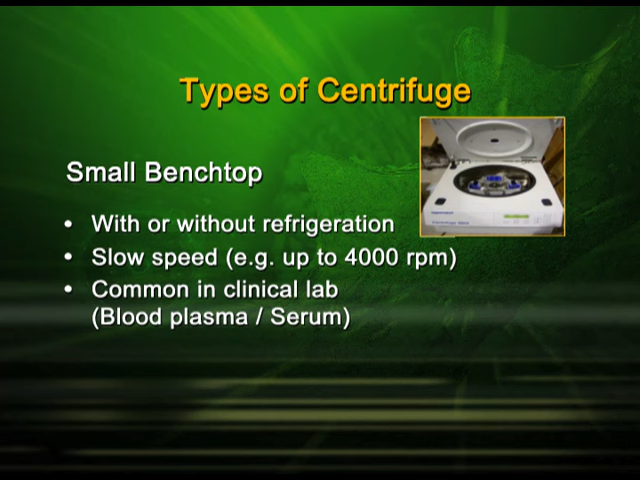 Types of Centrifuge
Small Benchtop
• With or without refrigeration
• Slow speed (e.g. up to 4000 rpm)
• Common in clinical lab
(Blood plasma / Serum)